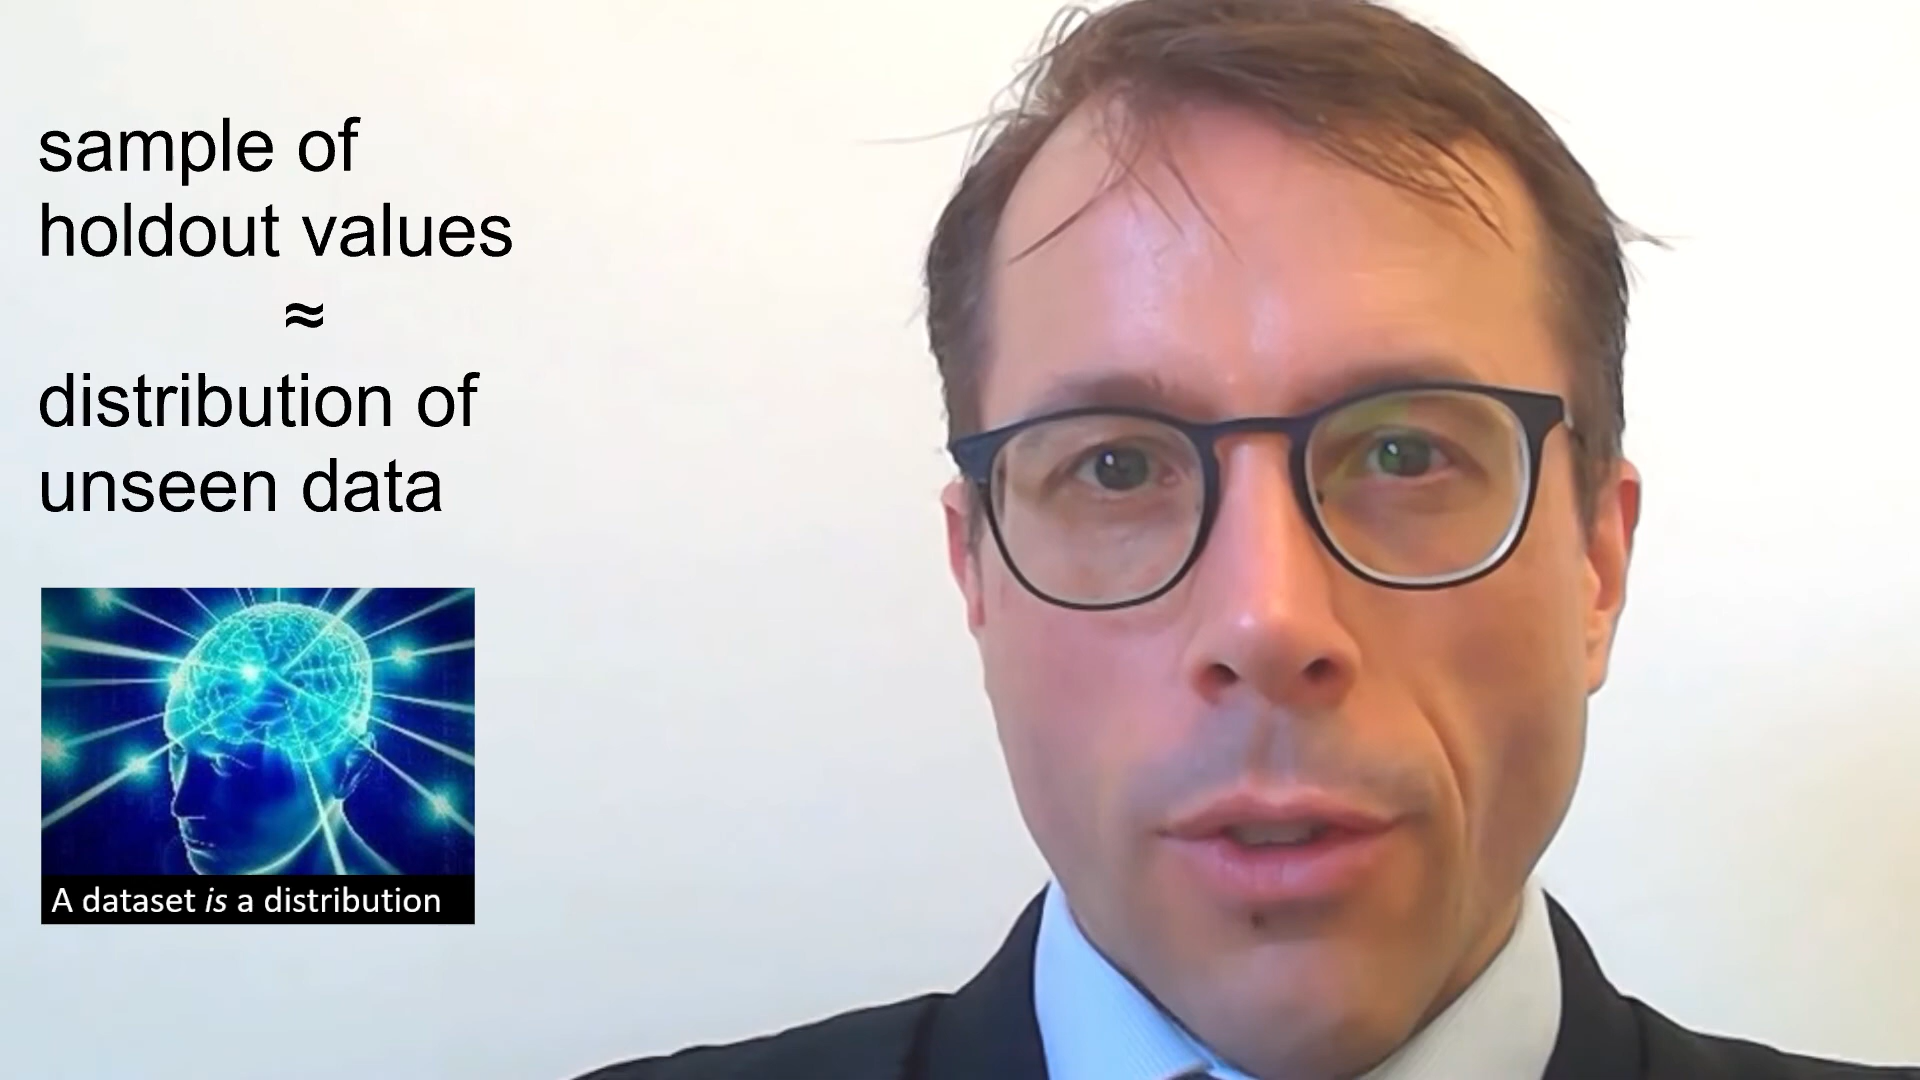 sample of
holdout values
≈
distribution of
unseen data
A dataset is a distribution